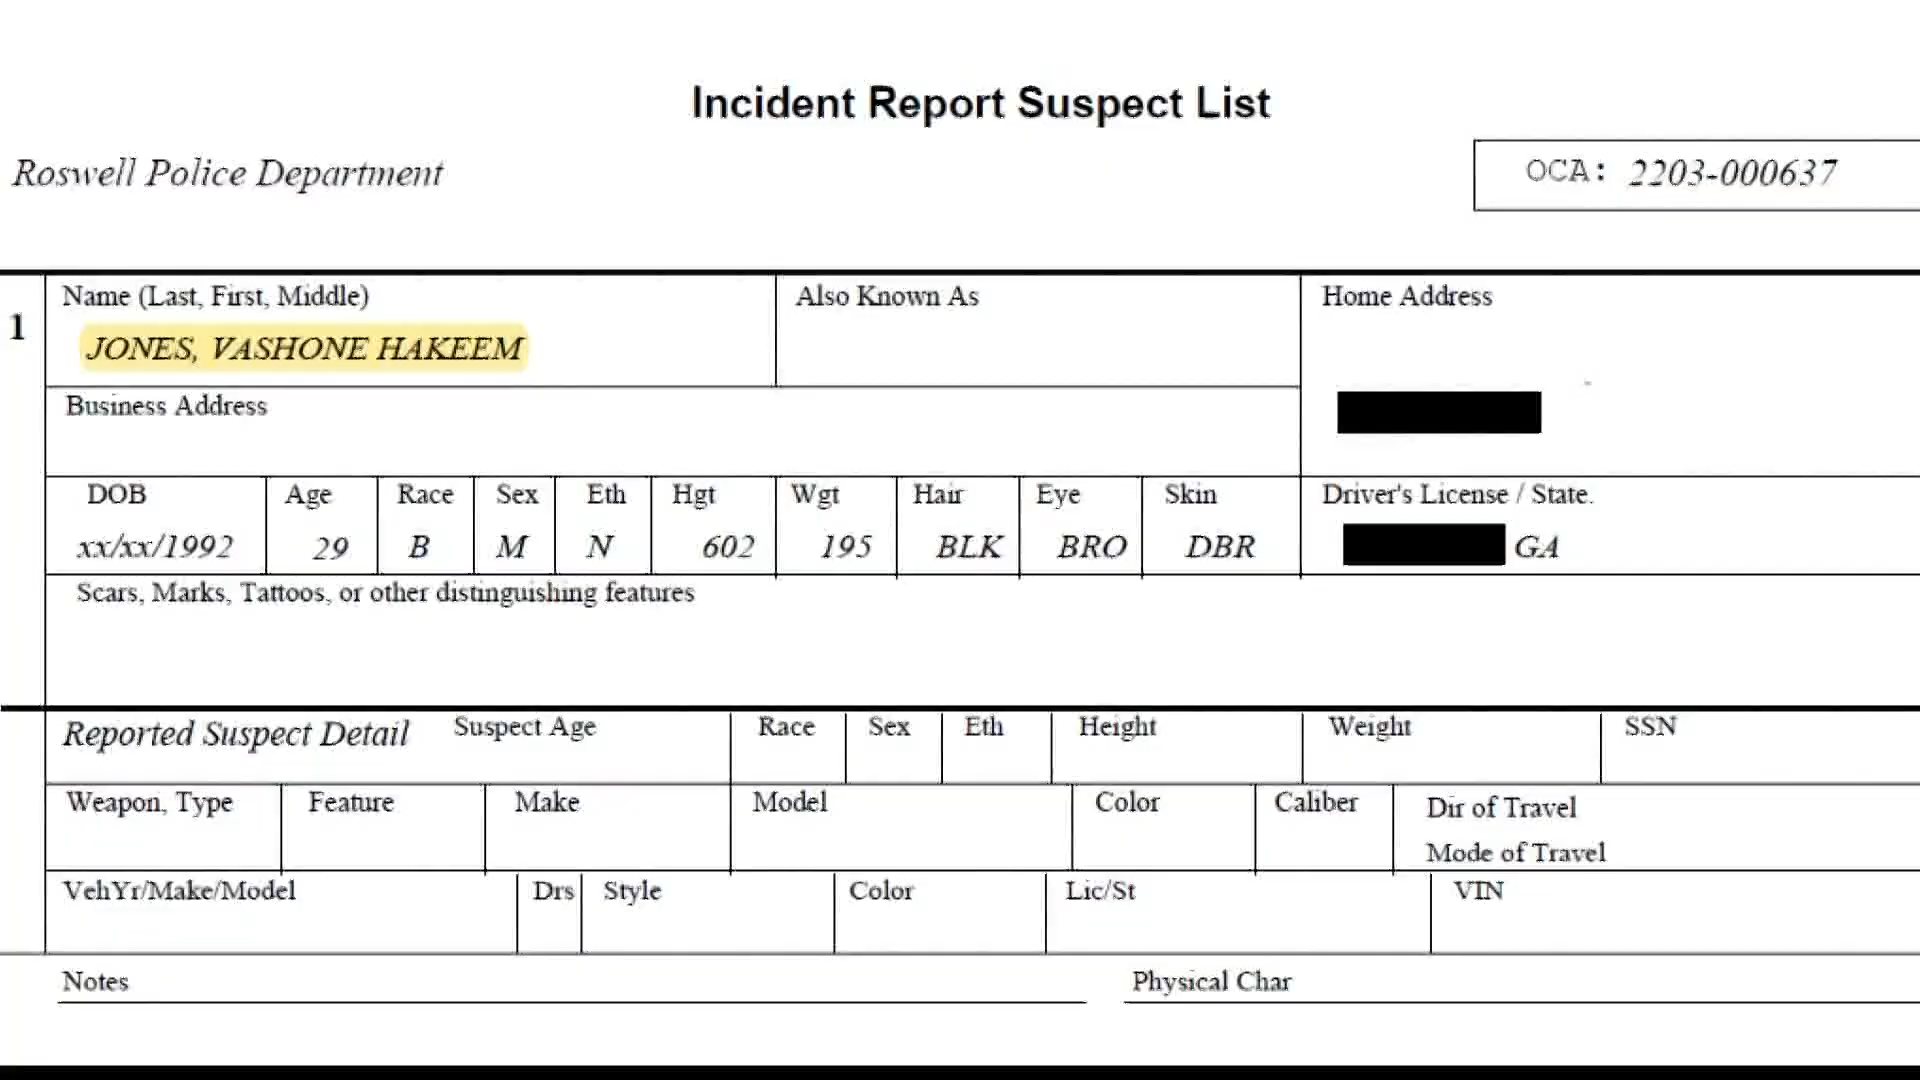 Incident Report Suspect List
Roswell Police Department
OCA: 2203-000637
1
Name (Last, First, Middle)
JONES, VASHONE HAKEEM
Also Known As
Home Address
Business Address
DOB Age Race Sex Eth Hgt Wgt Hair Eye Skin Driver's License / State.
xx/xx/1992 29 B M N 602 195 BLK BRO DBR GA
Scars, Marks, Tattoos, or other distinguishing features
Reported Suspect Detail Suspect Age Race Sex Eth Height Weight SSN
Weapon, Type Feature Make Model Color Caliber Dir of Travel
Mode of Travel
VehYr/Make/Model Drs Style Color Lic/St VIN
Notes Physical Char